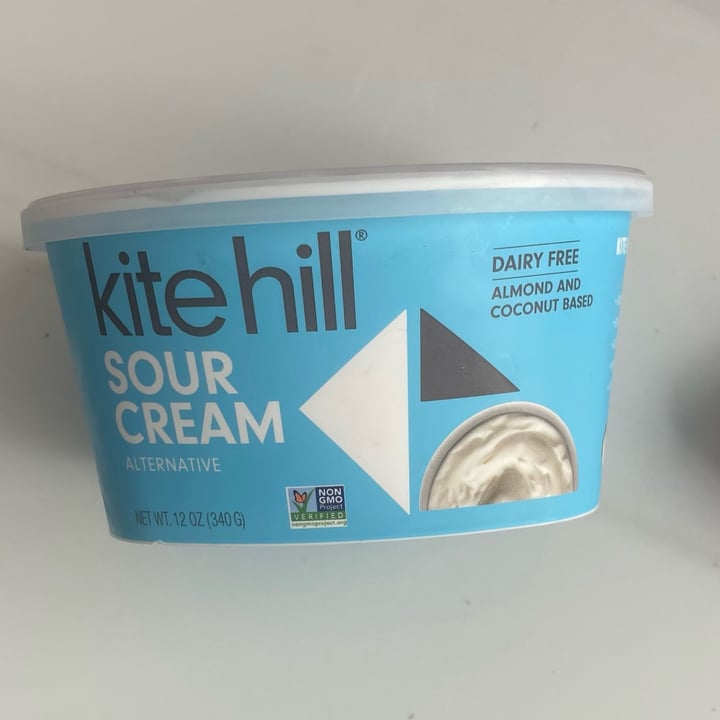 kite hill®
SOUR
CREAM
ALTERNATIVE
DAIRY FREE
ALMOND AND
COCONUT BASED
NET WT. 12 OZ (340 G)
NON
GMO
Project
VERIFIED
nongmoproject.org